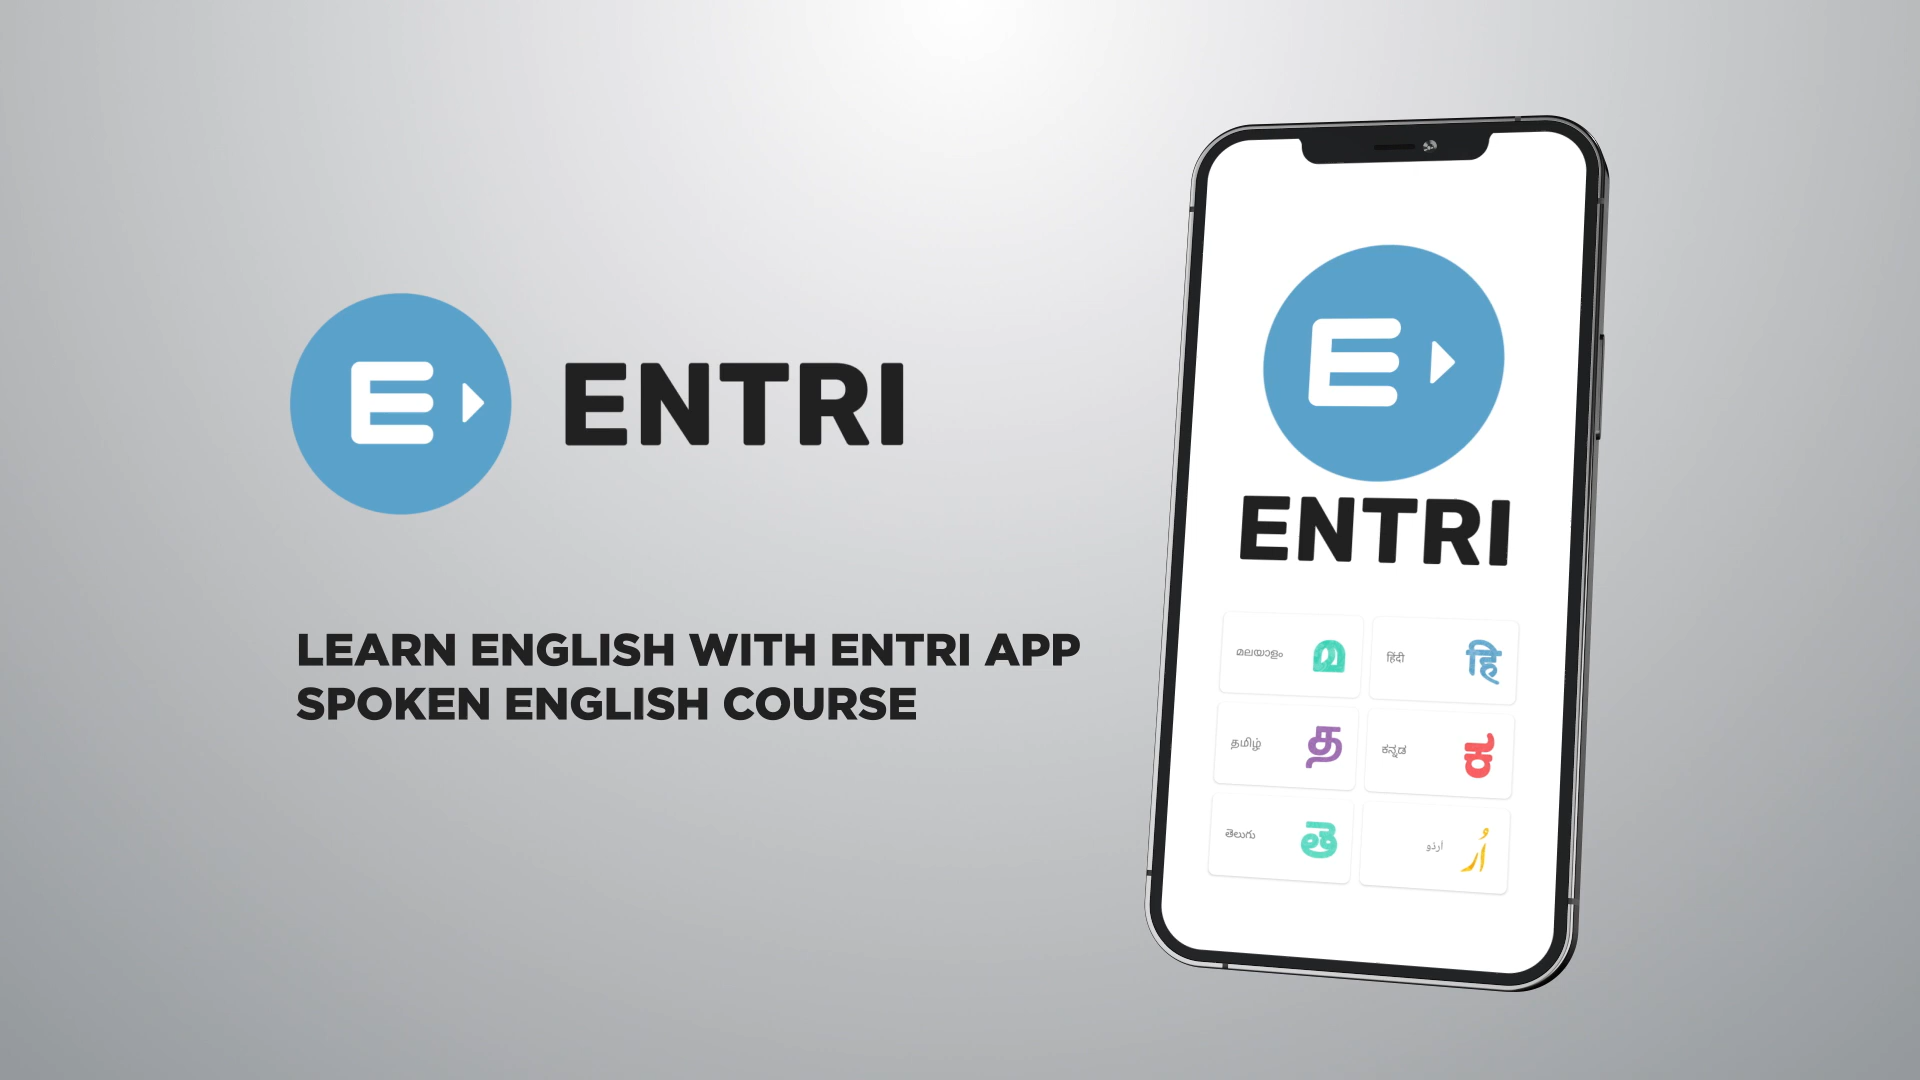 E
ENTRI
LEARN ENGLISH WITH ENTRI APP
SPOKEN ENGLISH COURSE
E
ENTRI
മലയാളം മ
हिंदी हि
தமிழ் த
ಕನ್ನಡ ಕ
తెలుగు తె
اردو اُر